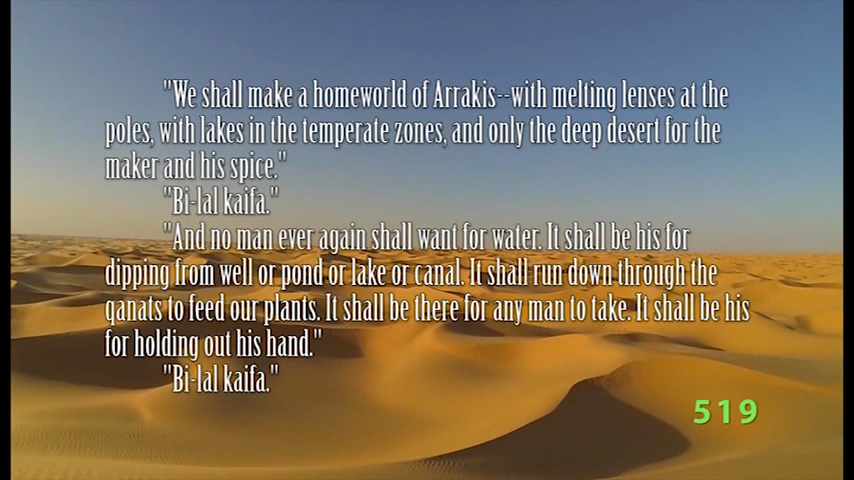 "We shall make a homeworld of Arrakis--with melting lenses at the
poles, with lakes in the temperate zones, and only the deep desert for the
maker and his spice."
"Bi-lal kaifa."
"And no man ever again shall want for water. It shall be his for
dipping from well or pond or lake or canal. It shall run down through the
qanats to feed our plants. It shall be there for any man to take. It shall be his
for holding out his hand."
"Bi-lal kaifa."
519